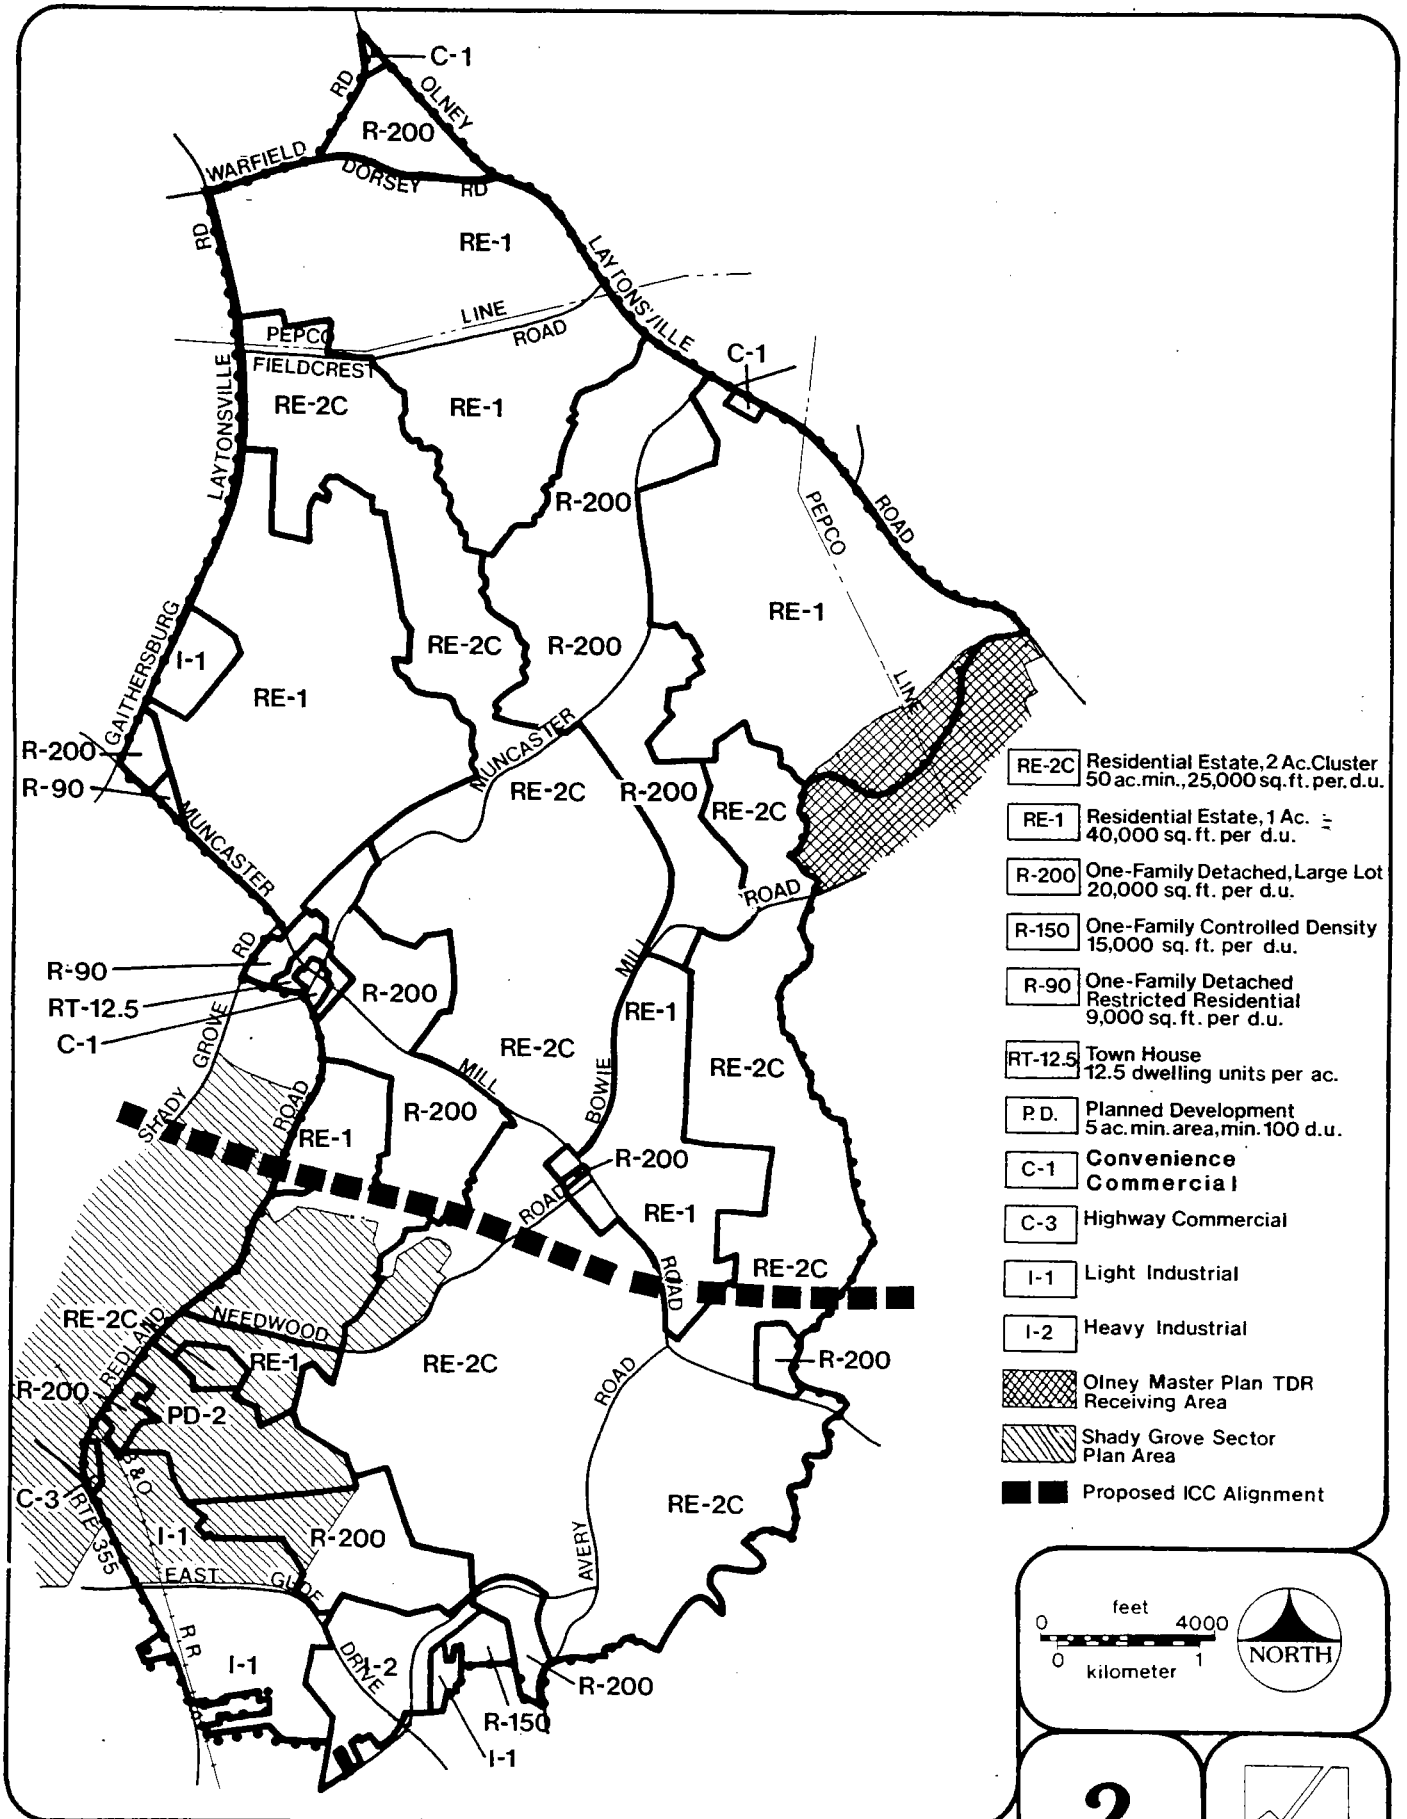 C-1
RD
OLNEY
R-200
WARFIELD
DORSEY
RD
RD
RE-1
LAYTONSVILLE
LINE
PEPCO
ROAD
FIELDCREST
C-1
LAYTONSVILLE
RE-2C
RE-1
R-200
PEPCO
ROAD
RE-1
GAITHERSBURG
RE-2C
R-200
I-1
RE-1
LINE
R-200
MUNCASTER
R-90
RE-2C
R-200
RE-2C
MUNCASTER
ROAD
RD
MILL
R-90
R-200
RT-12.5
RE-1
C-1
GROVE
RE-2C
RE-2C
MILL
BOWIE
SHADY
ROAD
R-200
RE-1
R-200
ROAD
RE-1
RE-2C
ROAD
RE-2C
NEEDWOOD
REDLAND
RE-1
RE-2C
R-200
ROAD
R-200
PD-2
B&O
C-3
RTE 355
RE-2C
I-1
R-200
AVERY
EAST
GUDE
RR
DRIVE
I-1
I-2
R-200
R-150
I-1
RE-2C Residential Estate, 2 Ac. Cluster
50 ac. min., 25,000 sq. ft. per. d.u.
RE-1 Residential Estate, 1 Ac.
40,000 sq. ft. per d.u.
R-200 One-Family Detached, Large Lot
20,000 sq. ft. per d.u.
R-150 One-Family Controlled Density
15,000 sq. ft. per d.u.
R-90 One-Family Detached
Restricted Residential
9,000 sq. ft. per d.u.
RT-12.5 Town House
12.5 dwelling units per ac.
P.D. Planned Development
5 ac. min. area, min. 100 d.u.
C-1 Convenience
Commercial
C-3 Highway Commercial
I-1 Light Industrial
I-2 Heavy Industrial
Olney Master Plan TDR
Receiving Area
Shady Grove Sector
Plan Area
Proposed ICC Alignment
feet
0 4000
0 1
kilometer
NORTH
2